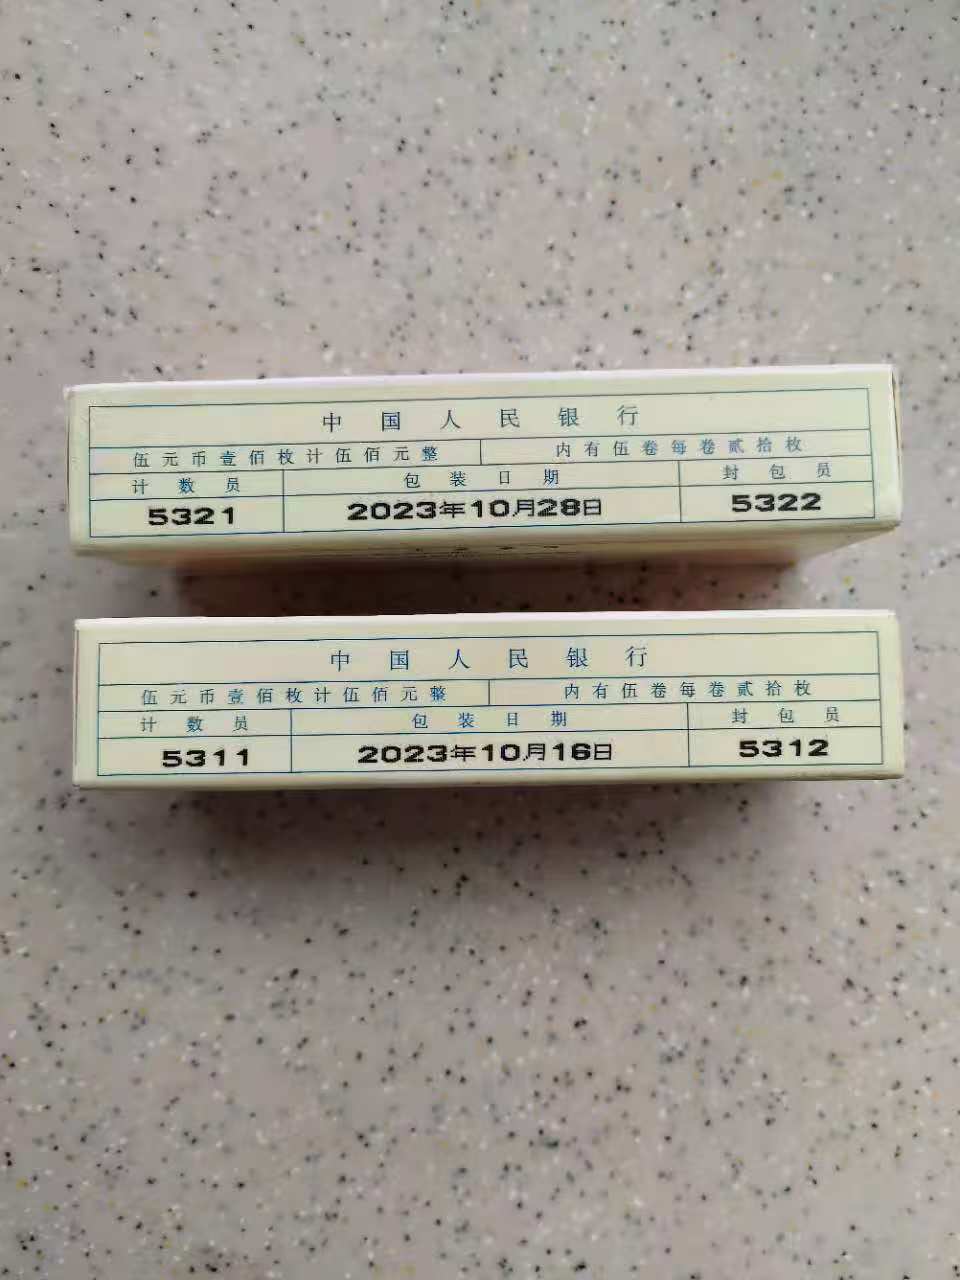 中国人民银行
伍元币壹佰枚计伍佰元整 内有伍卷每卷贰拾枚
计数员 包装日期 封包员
5321 2023年10月28日 5322
中国人民银行
伍元币壹佰枚计伍佰元整 内有伍卷每卷贰拾枚
计数员 包装日期 封包员
5311 2023年10月16日 5312